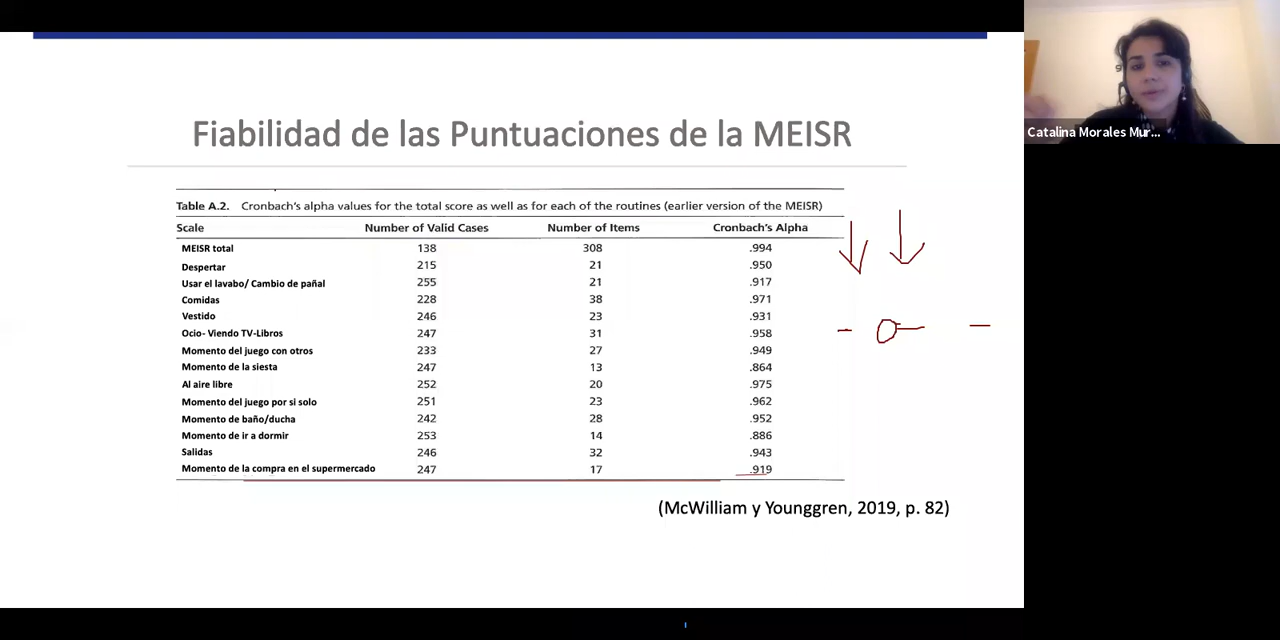 Fiabilidad de las Puntuaciones de la MEISR
Table A.2. Cronbach's alpha values for the total score as well as for each of the routines (earlier version of the MEISR)
Scale Number of Valid Cases Number of Items Cronbach's Alpha
MEISR total 138 308 .994
Despertar 215 21 .950
Usar el lavabo/ Cambio de pañal 255 21 .917
Comidas 228 38 .971
Vestido 246 23 .931
Ocio- Viendo TV-Libros 247 31 .958
Momento del juego con otros 233 27 .949
Momento de la siesta 247 13 .864
Al aire libre 252 20 .975
Momento del juego por si solo 251 23 .962
Momento de baño/ducha 242 28 .952
Momento de ir a dormir 253 14 .886
Salidas 246 32 .943
Momento de la compra en el supermercado 247 17 .919
(McWilliam y Younggren, 2019, p. 82)
Catalina Morales Mur...